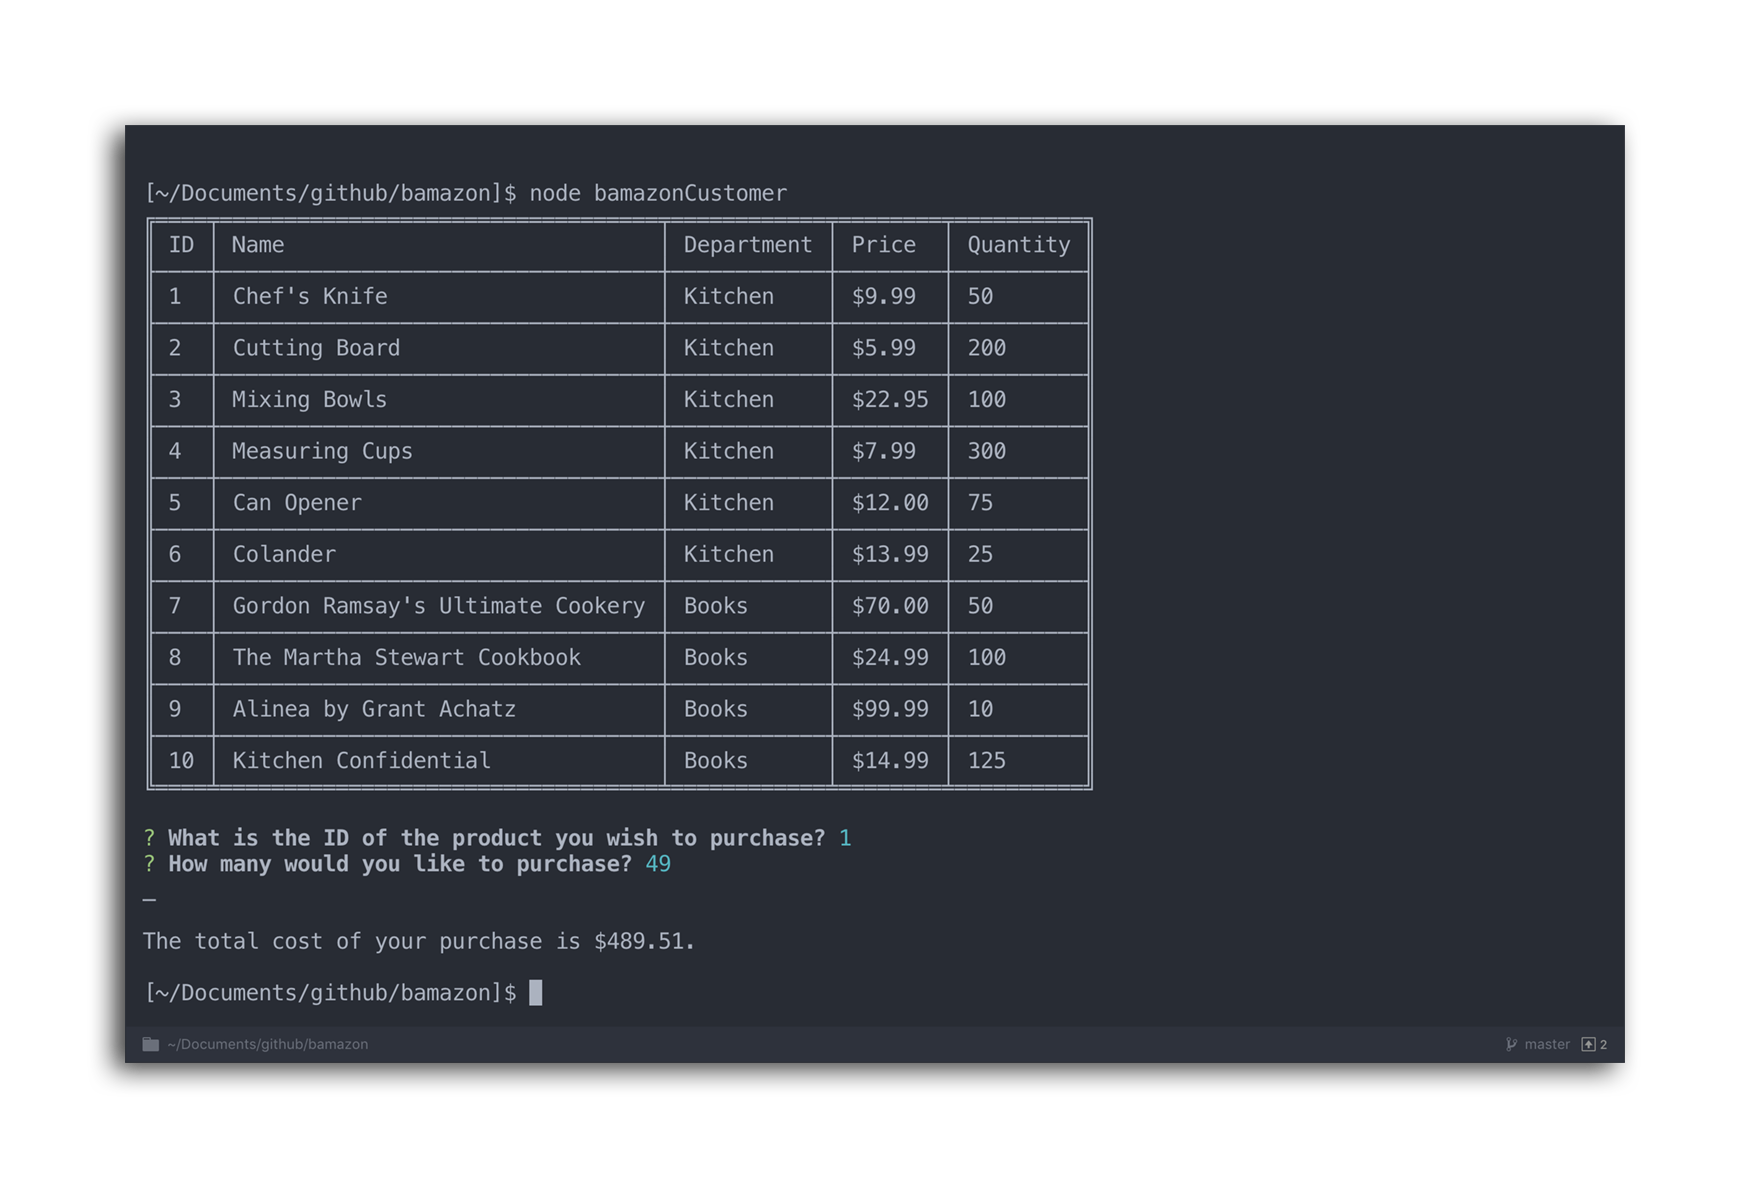 [~/Documents/github/bamazon]$ node bamazonCustomer
ID Name Department Price Quantity
1 Chef's Knife Kitchen $9.99 50
2 Cutting Board Kitchen $5.99 200
3 Mixing Bowls Kitchen $22.95 100
4 Measuring Cups Kitchen $7.99 300
5 Can Opener Kitchen $12.00 75
6 Colander Kitchen $13.99 25
7 Gordon Ramsay's Ultimate Cookery Books $70.00 50
8 The Martha Stewart Cookbook Books $24.99 100
9 Alinea by Grant Achatz Books $99.99 10
10 Kitchen Confidential Books $14.99 125
? What is the ID of the product you wish to purchase? 1
? How many would you like to purchase? 49
_
The total cost of your purchase is $489.51.
[~/Documents/github/bamazon]$
~/Documents/github/bamazon master 2